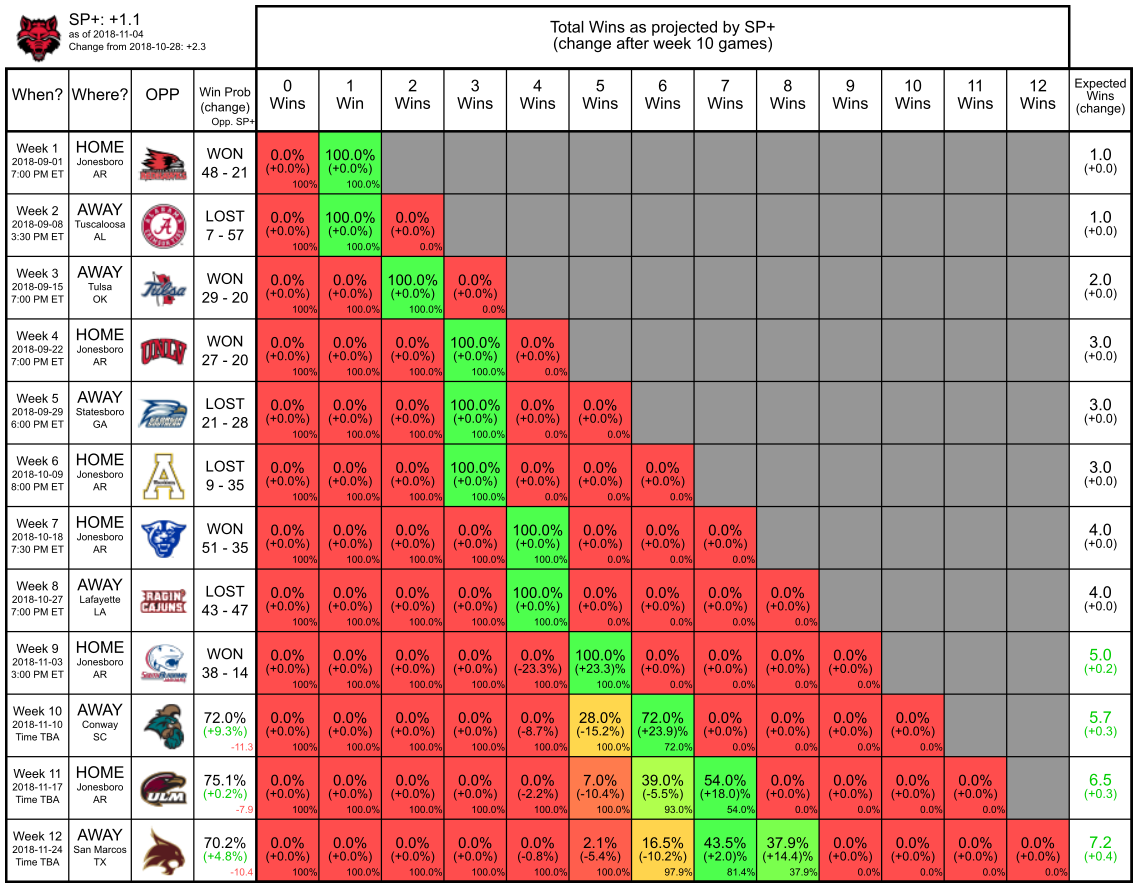 SP+: +1.1
as of 2018-11-04
Change from 2018-10-28: +2.3
Total Wins as projected by SP+
(change after week 10 games)
When? Where? OPP Win Prob (change) Opp. SP+ 0 Wins 1 Win 2 Wins 3 Wins 4 Wins 5 Wins 6 Wins 7 Wins 8 Wins 9 Wins 10 Wins 11 Wins 12 Wins Expected Wins (change)
Week 1 HOME WON 0.0% 100.0% 1.0
2018-09-01 Jonesboro 48 - 21 (+0.0%) (+0.0%) (+0.0)
7:00 PM ET AR 100% 100.0%
Week 2 AWAY LOST 0.0% 100.0% 0.0% 1.0
2018-09-08 Tuscaloosa A 7 - 57 (+0.0%) (+0.0%) (+0.0%) (+0.0)
3:30 PM ET AL 100% 100.0% 0.0%
Week 3 AWAY WON 0.0% 0.0% 100.0% 0.0% 2.0
2018-09-15 Tulsa Tulsa 29 - 20 (+0.0%) (+0.0%) (+0.0%) (+0.0%) (+0.0)
7:00 PM ET OK 100% 100.0% 100.0% 0.0%
Week 4 HOME WON 0.0% 0.0% 0.0% 100.0% 0.0% 3.0
2018-09-22 Jonesboro UNLV 27 - 20 (+0.0%) (+0.0%) (+0.0%) (+0.0%) (+0.0%) (+0.0)
7:00 PM ET AR 100% 100.0% 100.0% 100.0% 0.0%
Week 5 AWAY LOST 0.0% 0.0% 0.0% 100.0% 0.0% 0.0% 3.0
2018-09-29 Statesboro 21 - 28 (+0.0%) (+0.0%) (+0.0%) (+0.0%) (+0.0%) (+0.0%) (+0.0)
6:00 PM ET GA 100% 100.0% 100.0% 100.0% 0.0% 0.0%
Week 6 HOME LOST 0.0% 0.0% 0.0% 100.0% 0.0% 0.0% 0.0% 3.0
2018-10-09 Jonesboro A 9 - 35 (+0.0%) (+0.0%) (+0.0%) (+0.0%) (+0.0%) (+0.0%) (+0.0%) (+0.0)
8:00 PM ET AR 100% 100.0% 100.0% 100.0% 0.0% 0.0% 0.0%
Week 7 HOME WON 0.0% 0.0% 0.0% 0.0% 100.0% 0.0% 0.0% 0.0% 4.0
2018-10-18 Jonesboro 51 - 35 (+0.0%) (+0.0%) (+0.0%) (+0.0%) (+0.0%) (+0.0%) (+0.0%) (+0.0%) (+0.0)
7:30 PM ET AR 100% 100.0% 100.0% 100.0% 100.0% 0.0% 0.0% 0.0%
Week 8 AWAY LOST 0.0% 0.0% 0.0% 0.0% 100.0% 0.0% 0.0% 0.0% 0.0% 4.0
2018-10-27 Lafayette RAGIN' CAJUNS 43 - 47 (+0.0%) (+0.0%) (+0.0%) (+0.0%) (+0.0%) (+0.0%) (+0.0%) (+0.0%) (+0.0%) (+0.0)
7:00 PM ET LA 100% 100.0% 100.0% 100.0% 100.0% 0.0% 0.0% 0.0% 0.0%
Week 9 HOME WON 0.0% 0.0% 0.0% 0.0% 0.0% 100.0% 0.0% 0.0% 0.0% 0.0% 5.0
2018-11-03 Jonesboro 38 - 14 (+0.0%) (+0.0%) (+0.0%) (+0.0%) (-23.3%) (+23.3)% (+0.0%) (+0.0%) (+0.0%) (+0.0%) (+0.2)
3:00 PM ET AR 100% 100.0% 100.0% 100.0% 100.0% 100.0% 0.0% 0.0% 0.0% 0.0%
Week 10 AWAY 72.0% 0.0% 0.0% 0.0% 0.0% 0.0% 28.0% 72.0% 0.0% 0.0% 0.0% 0.0% 5.7
2018-11-10 Conway (+9.3%) (+0.0%) (+0.0%) (+0.0%) (+0.0%) (-8.7%) (-15.2%) (+23.9)% (+0.0%) (+0.0%) (+0.0%) (+0.0%) (+0.3)
Time TBA SC -11.3 100% 100.0% 100.0% 100.0% 100.0% 100.0% 72.0% 0.0% 0.0% 0.0% 0.0%
Week 11 HOME 75.1% 0.0% 0.0% 0.0% 0.0% 0.0% 7.0% 39.0% 54.0% 0.0% 0.0% 0.0% 0.0% 6.5
2018-11-17 Jonesboro ULM (+0.2%) (+0.0%) (+0.0%) (+0.0%) (+0.0%) (-2.2%) (-10.4%) (-5.5%) (+18.0)% (+0.0%) (+0.0%) (+0.0%) (+0.0%) (+0.3)
Time TBA AR -7.9 100% 100.0% 100.0% 100.0% 100.0% 100.0% 93.0% 54.0% 0.0% 0.0% 0.0% 0.0%
Week 12 AWAY 70.2% 0.0% 0.0% 0.0% 0.0% 0.0% 2.1% 16.5% 43.5% 37.9% 0.0% 0.0% 0.0% 0.0% 7.2
2018-11-24 San Marcos (+4.8%) (+0.0%) (+0.0%) (+0.0%) (+0.0%) (-0.8%) (-5.4%) (-10.2%) (+2.0)% (+14.4)% (+0.0%) (+0.0%) (+0.0%) (+0.0%) (+0.4)
Time TBA TX -10.4 100% 100.0% 100.0% 100.0% 100.0% 100.0% 97.9% 81.4% 37.9% 0.0% 0.0% 0.0% 0.0%